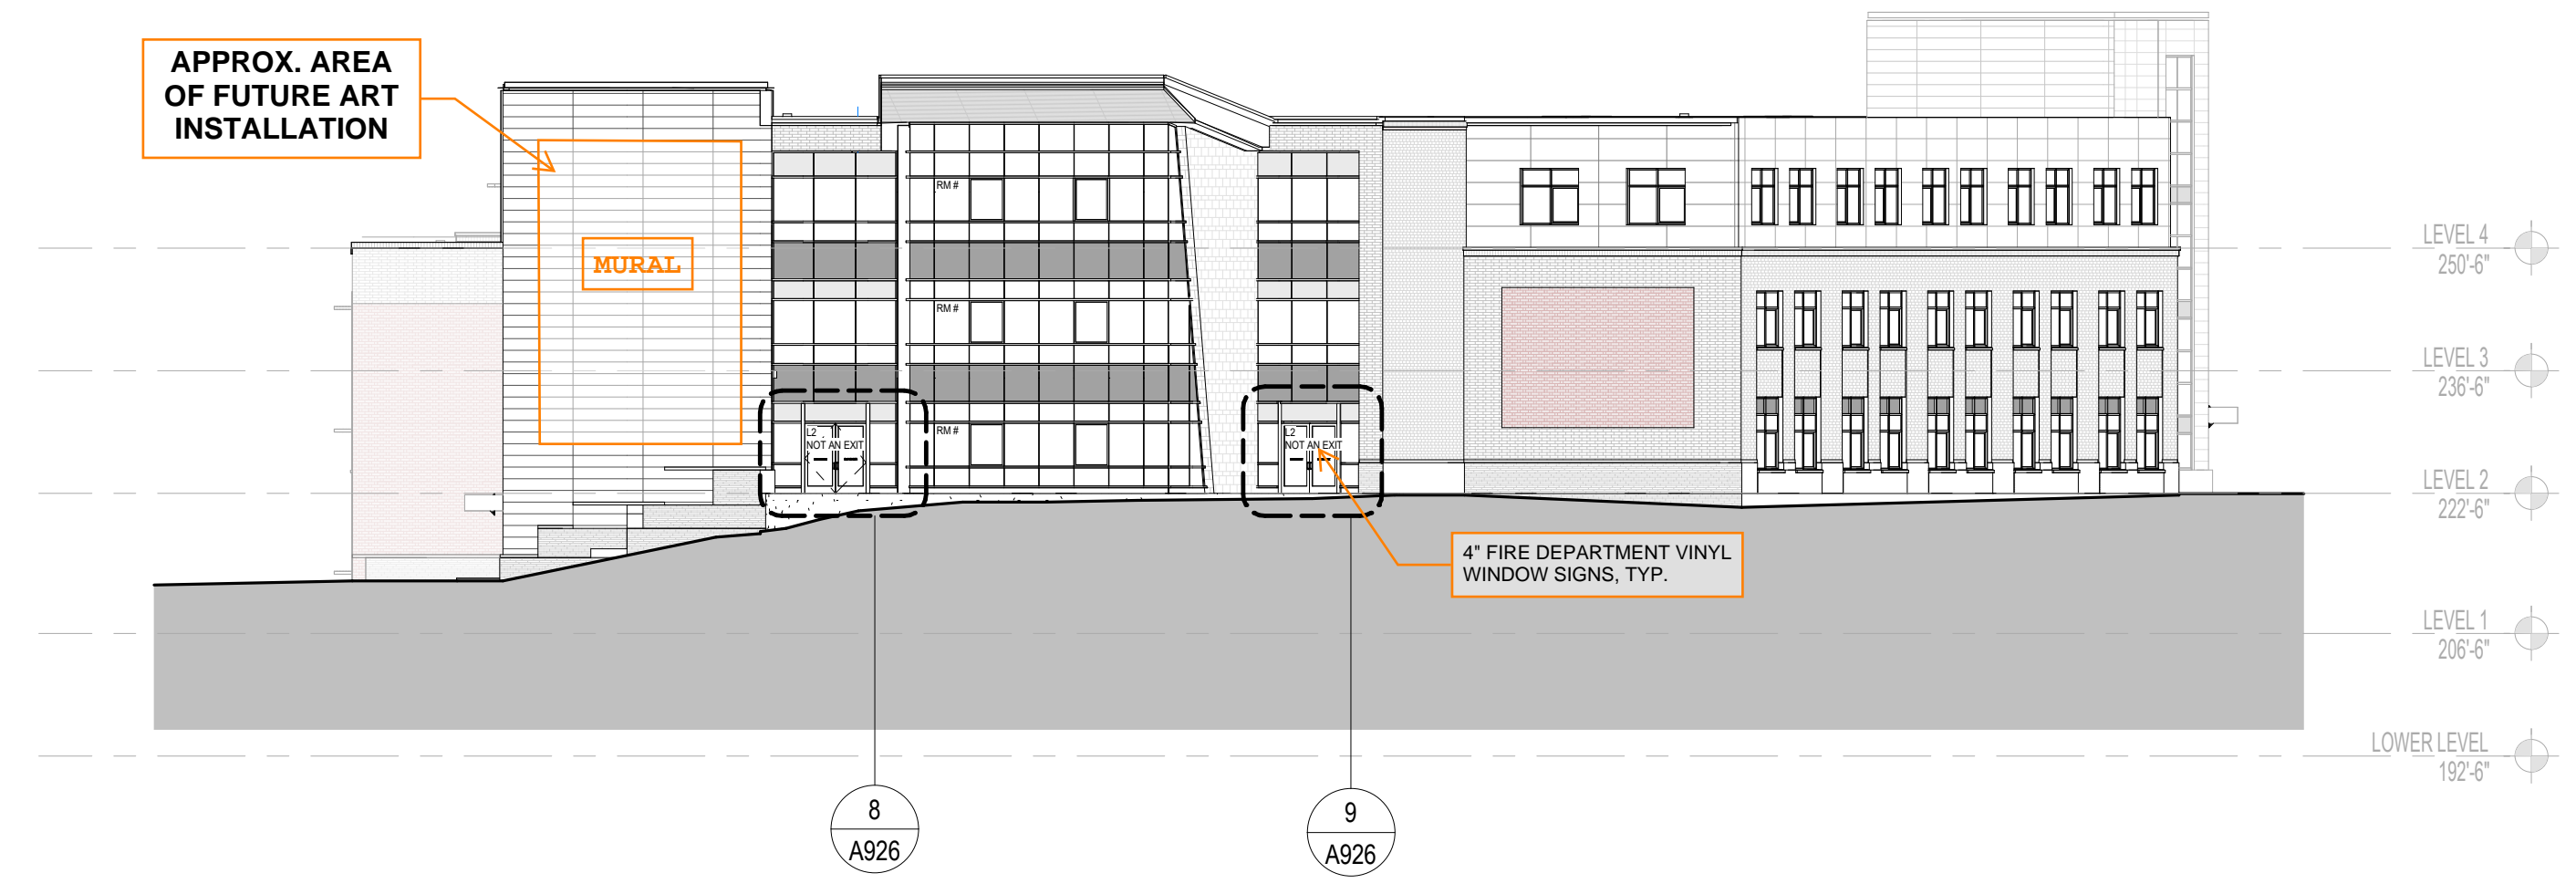 APPROX. AREA
OF FUTURE ART
INSTALLATION
MURAL
RM #
RM #
RM #
L2
NOT AN EXIT
L2
NOT AN EXIT
4" FIRE DEPARTMENT VINYL
WINDOW SIGNS, TYP.
LEVEL 4
250'-6"
LEVEL 3
236'-6"
LEVEL 2
222'-6"
LEVEL 1
206'-6"
LOWER LEVEL
192'-6"
8
A926
9
A926